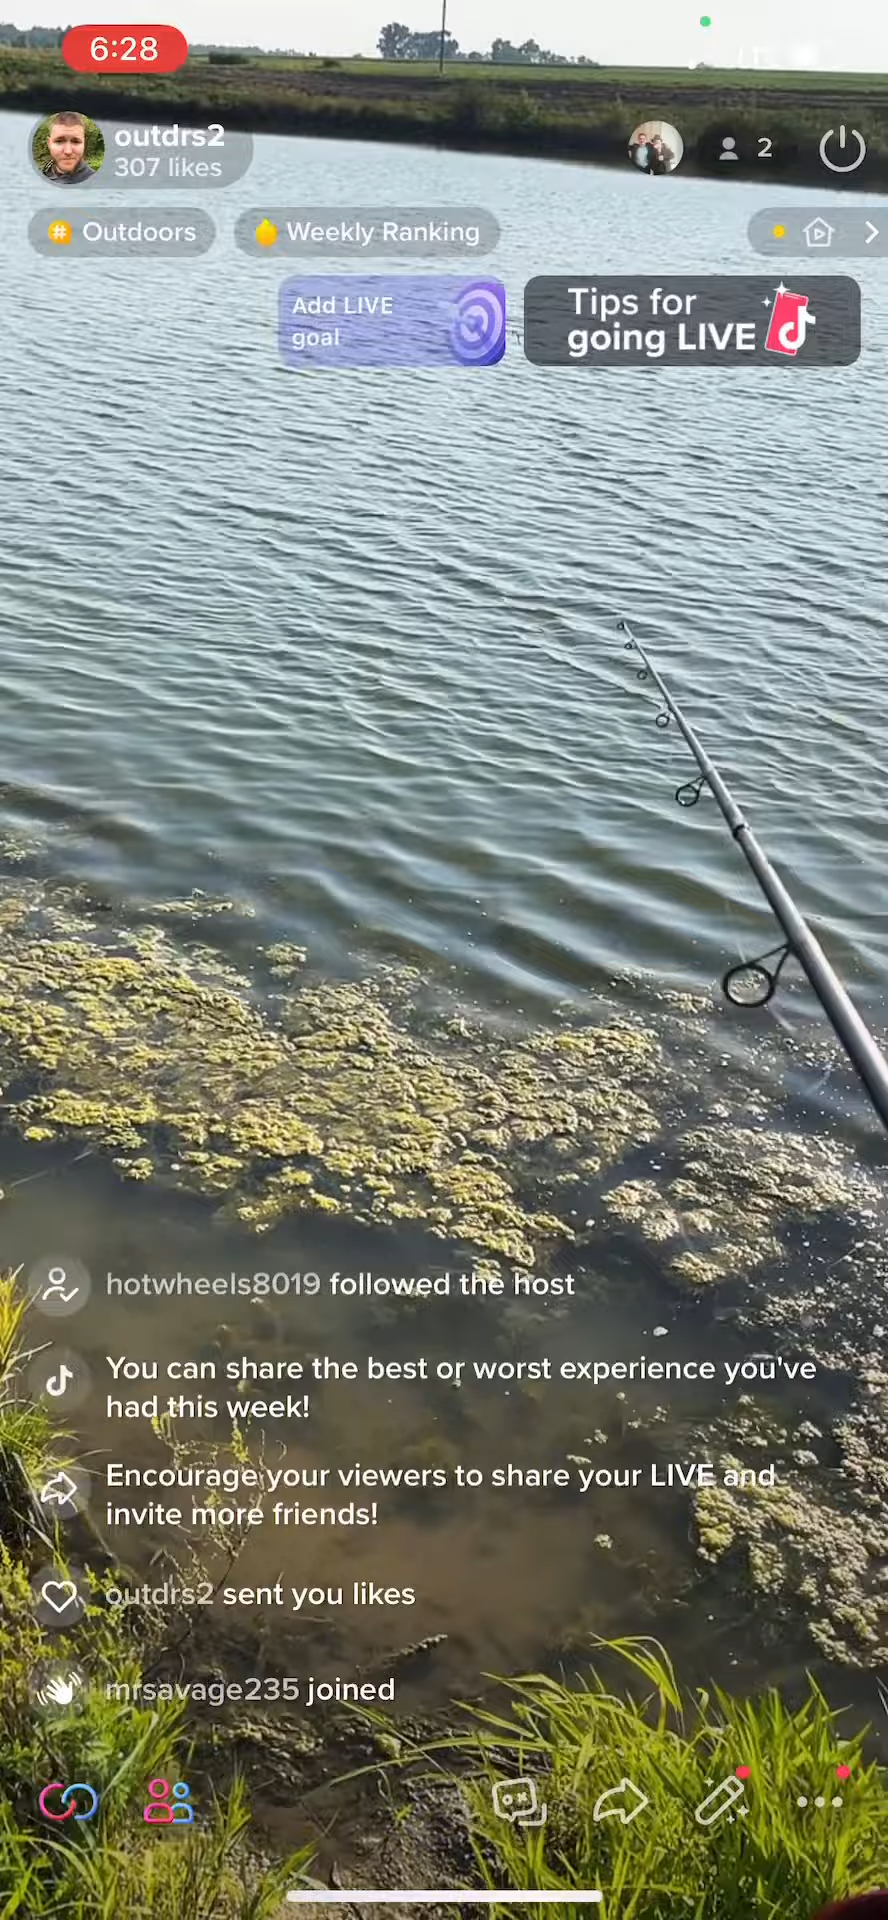 6:28
outdrs2
307 likes
2
Outdoors
Weekly Ranking
Add LIVE
goal
Tips for
going LIVE
hotwheels8019 followed the host
You can share the best or worst experience you've
had this week!
Encourage your viewers to share your LIVE and
invite more friends!
outdrs2 sent you likes
mrsavage235 joined